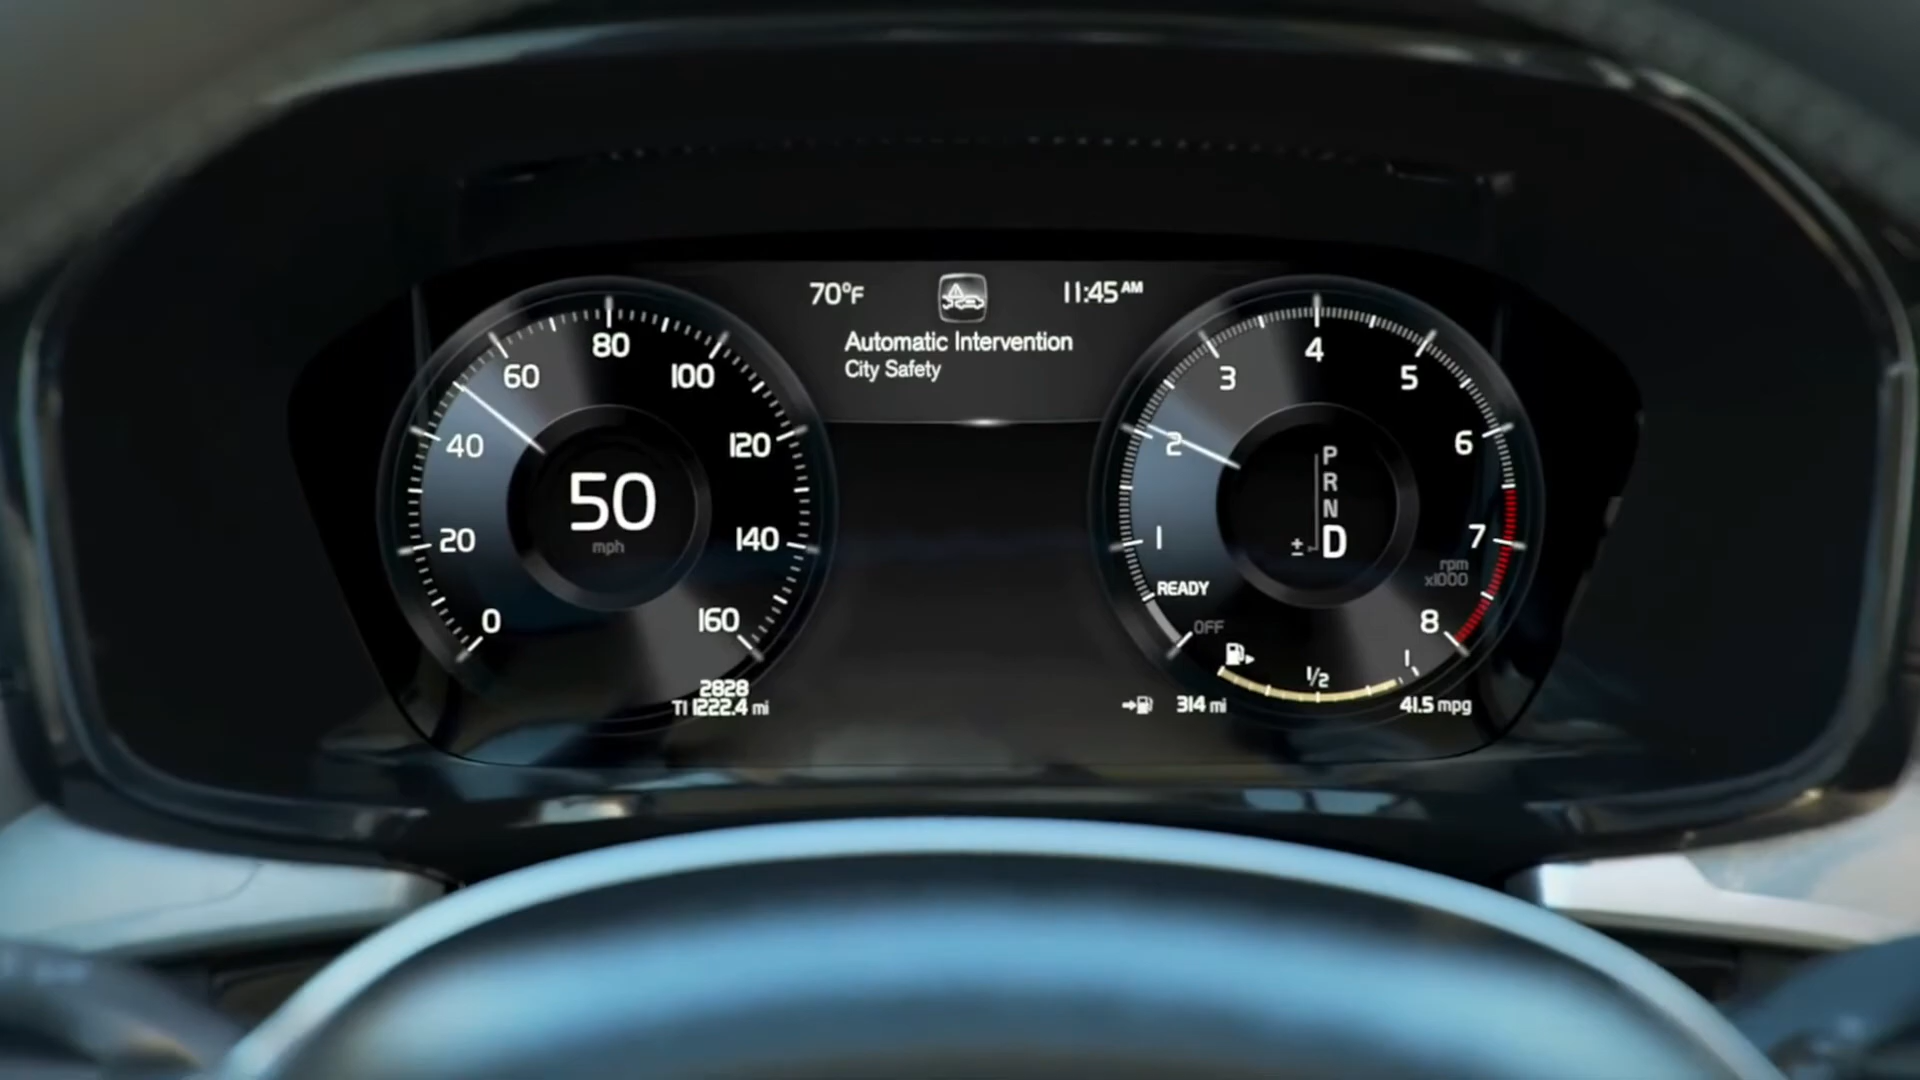 70°F
11:45 AM
Automatic Intervention
City Safety
0
20
40
60
80
100
120
140
160
50
mph
2828
T1 1222.4 mi
OFF
READY
1
2
3
4
5
6
7
8
rpm
x1000
P
R
N
D
±
1/2
1
314 mi
41.5 mpg